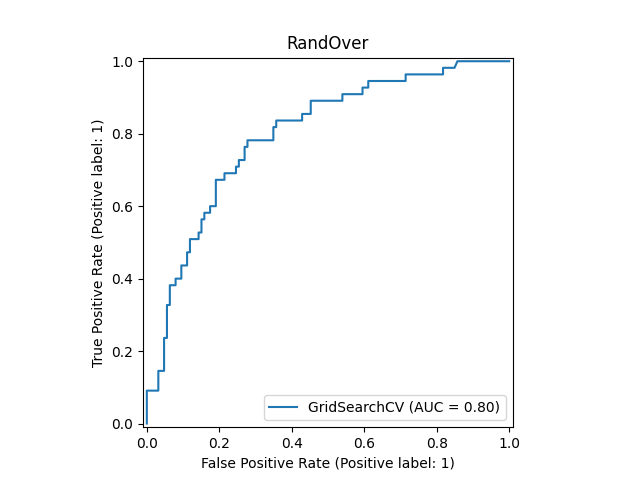 RandOver
1.0
0.8
0.6
0.4
0.2
0.0
True Positive Rate (Positive label: 1)
GridSearchCV (AUC = 0.80)
0.0 0.2 0.4 0.6 0.8 1.0
False Positive Rate (Positive label: 1)